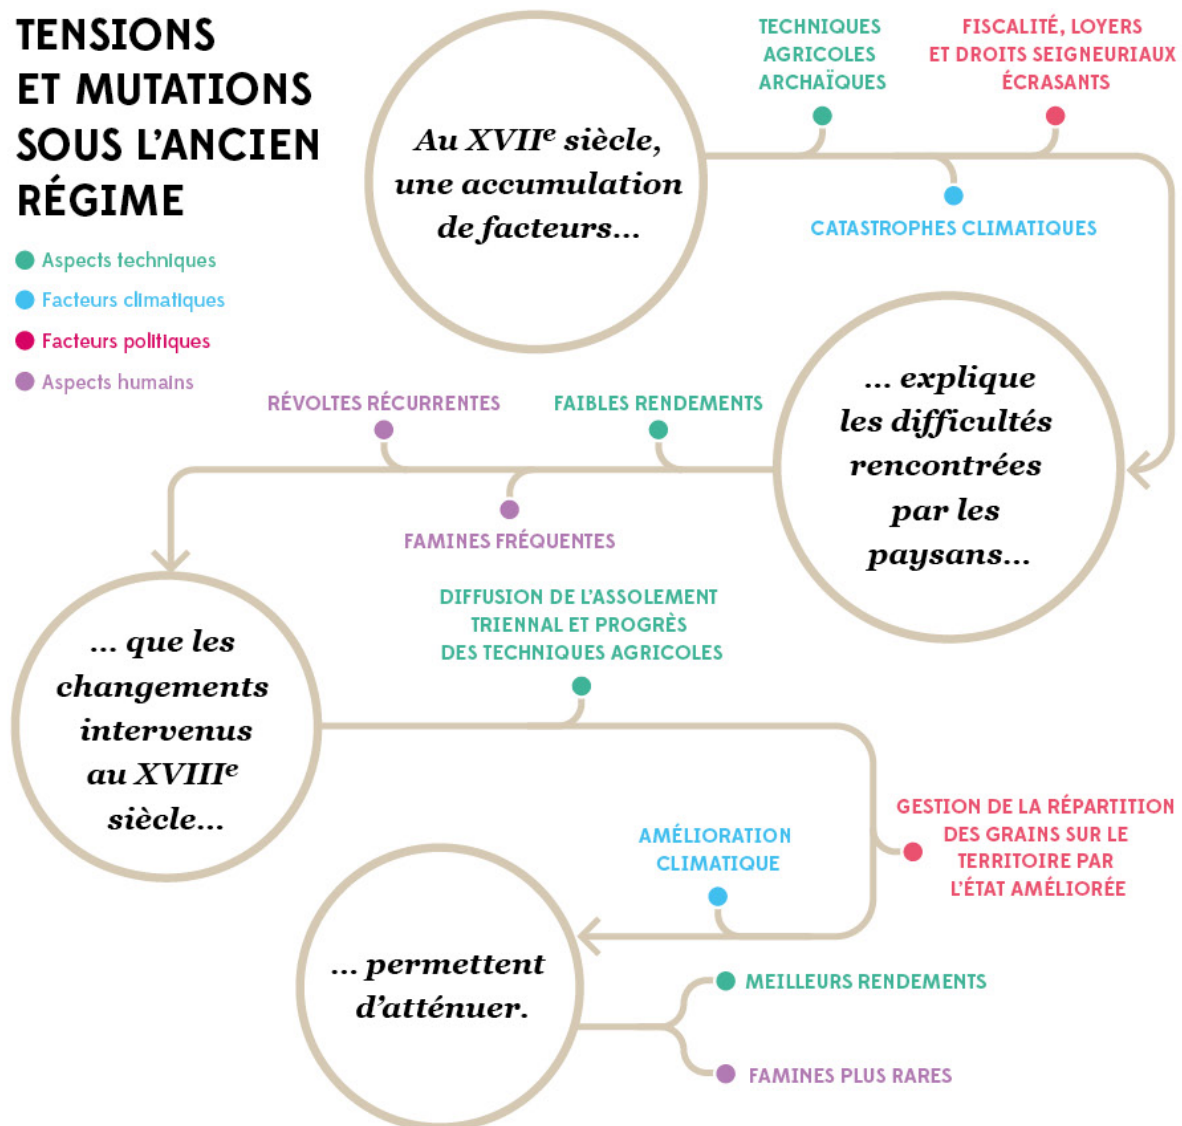 TENSIONS
ET MUTATIONS
SOUS L'ANCIEN
RÉGIME
Aspects techniques
Facteurs climatiques
Facteurs politiques
Aspects humains
Au XVIIe siècle,
une accumulation
de facteurs...
TECHNIQUES
AGRICOLES
ARCHAÏQUES
FISCALITÉ, LOYERS
ET DROITS SEIGNEURIAUX
ÉCRASANTS
CATASTROPHES CLIMATIQUES
... explique
les difficultés
rencontrées
par les
paysans...
FAIBLES RENDEMENTS
RÉVOLTES RÉCURRENTES
FAMINES FRÉQUENTES
... que les
changements
intervenus
au XVIIIe
siècle...
DIFFUSION DE L'ASSOLEMENT
TRIENNAL ET PROGRÈS
DES TECHNIQUES AGRICOLES
GESTION DE LA RÉPARTITION
DES GRAINS SUR LE
TERRITOIRE PAR
L'ÉTAT AMÉLIORÉE
AMÉLIORATION
CLIMATIQUE
... permettent
d'atténuer.
MEILLEURS RENDEMENTS
FAMINES PLUS RARES